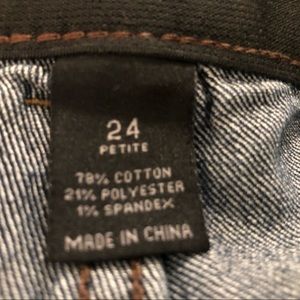 24
PETITE
78% COTTON
21% POLYESTER
1% SPANDEX
MADE IN CHINA